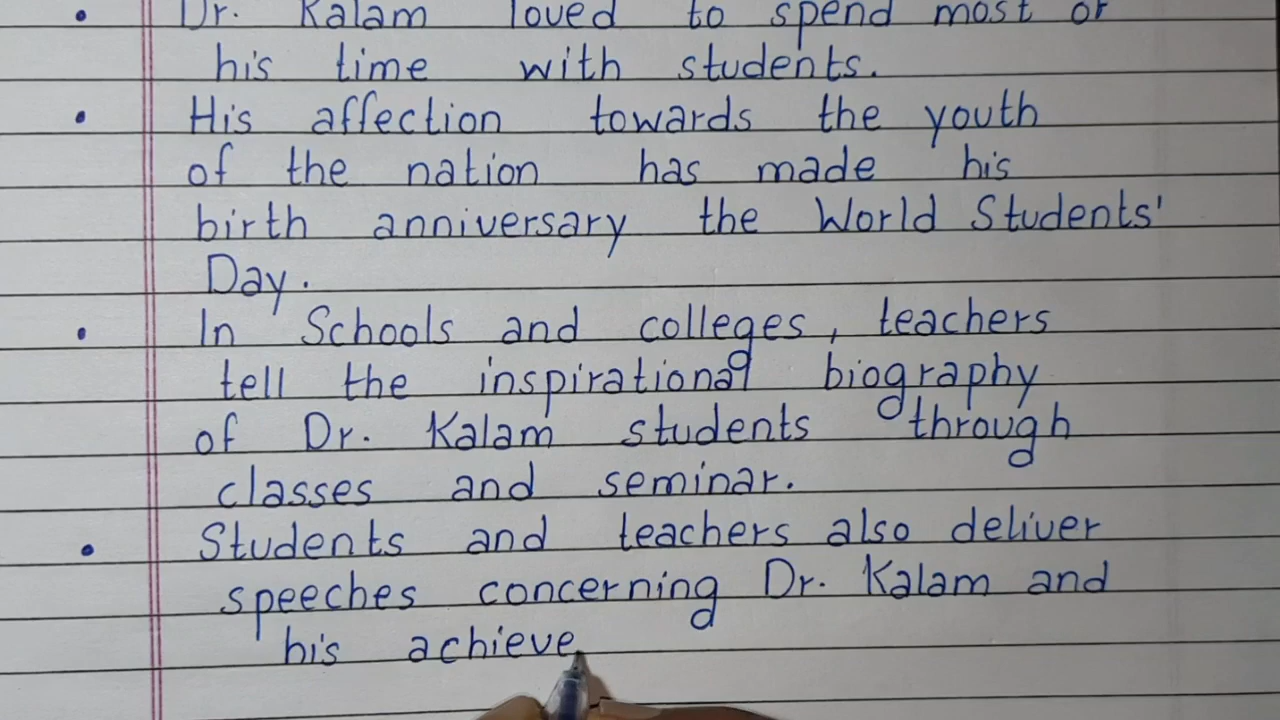 • Dr. Kalam loved to spend most of
his time with students.
• His affection towards the youth
of the nation has made his
birth anniversary the World Students'
Day.
• In Schools and colleges, teachers
tell the inspirational biography
of Dr. Kalam students through
classes and seminar.
• Students and teachers also deliver
speeches concerning Dr. Kalam and
his achieve